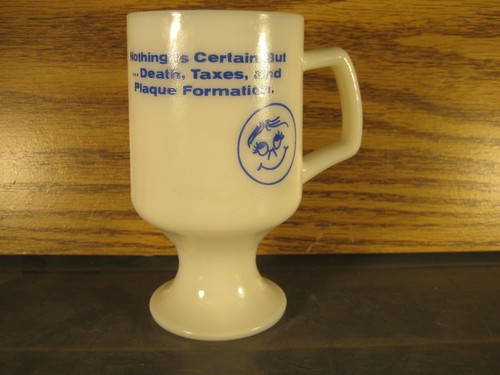 Nothing is Certain But
...Death, Taxes, and
Plaque Formation.